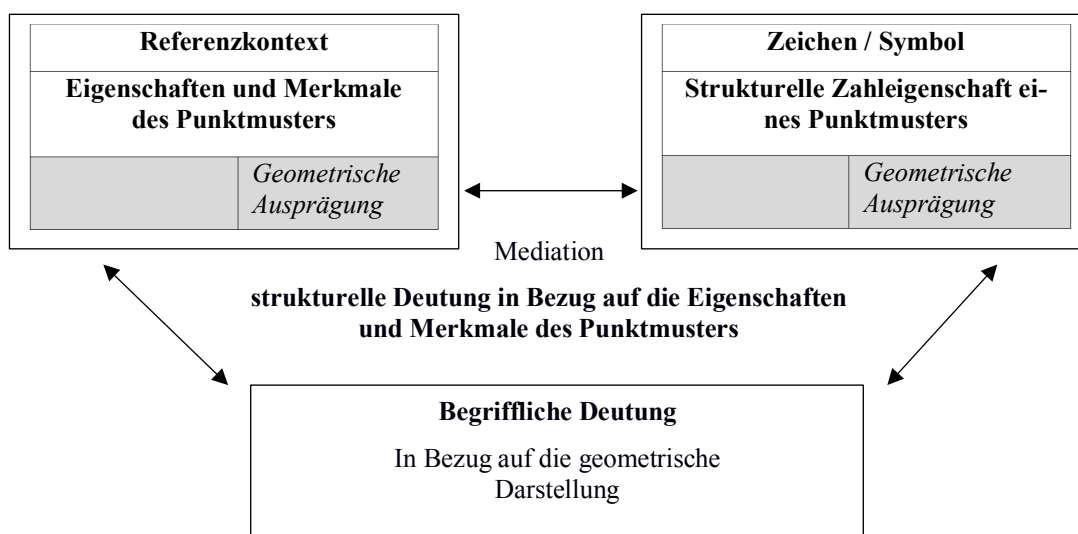 Referenzkontext
Eigenschaften und Merkmale
des Punktmusters
Geometrische
Ausprägung
Zeichen / Symbol
Strukturelle Zahleigenschaft ei-
nes Punktmusters
Geometrische
Ausprägung
Mediation
strukturelle Deutung in Bezug auf die Eigenschaften
und Merkmale des Punktmusters
Begriffliche Deutung
In Bezug auf die geometrische
Darstellung